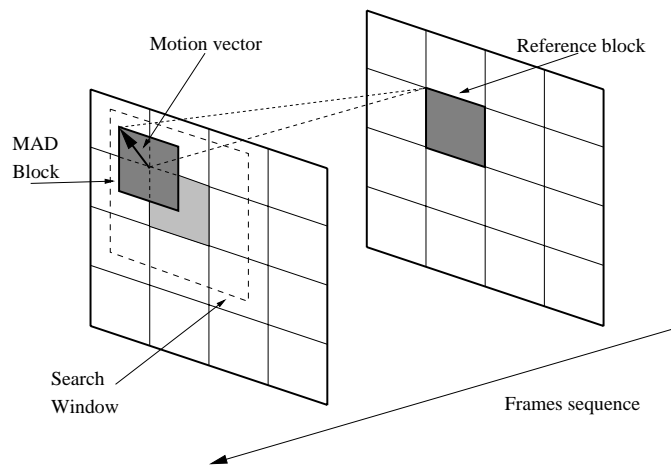 Motion vector
Reference block
MAD
Block
Search
Window
Frames sequence